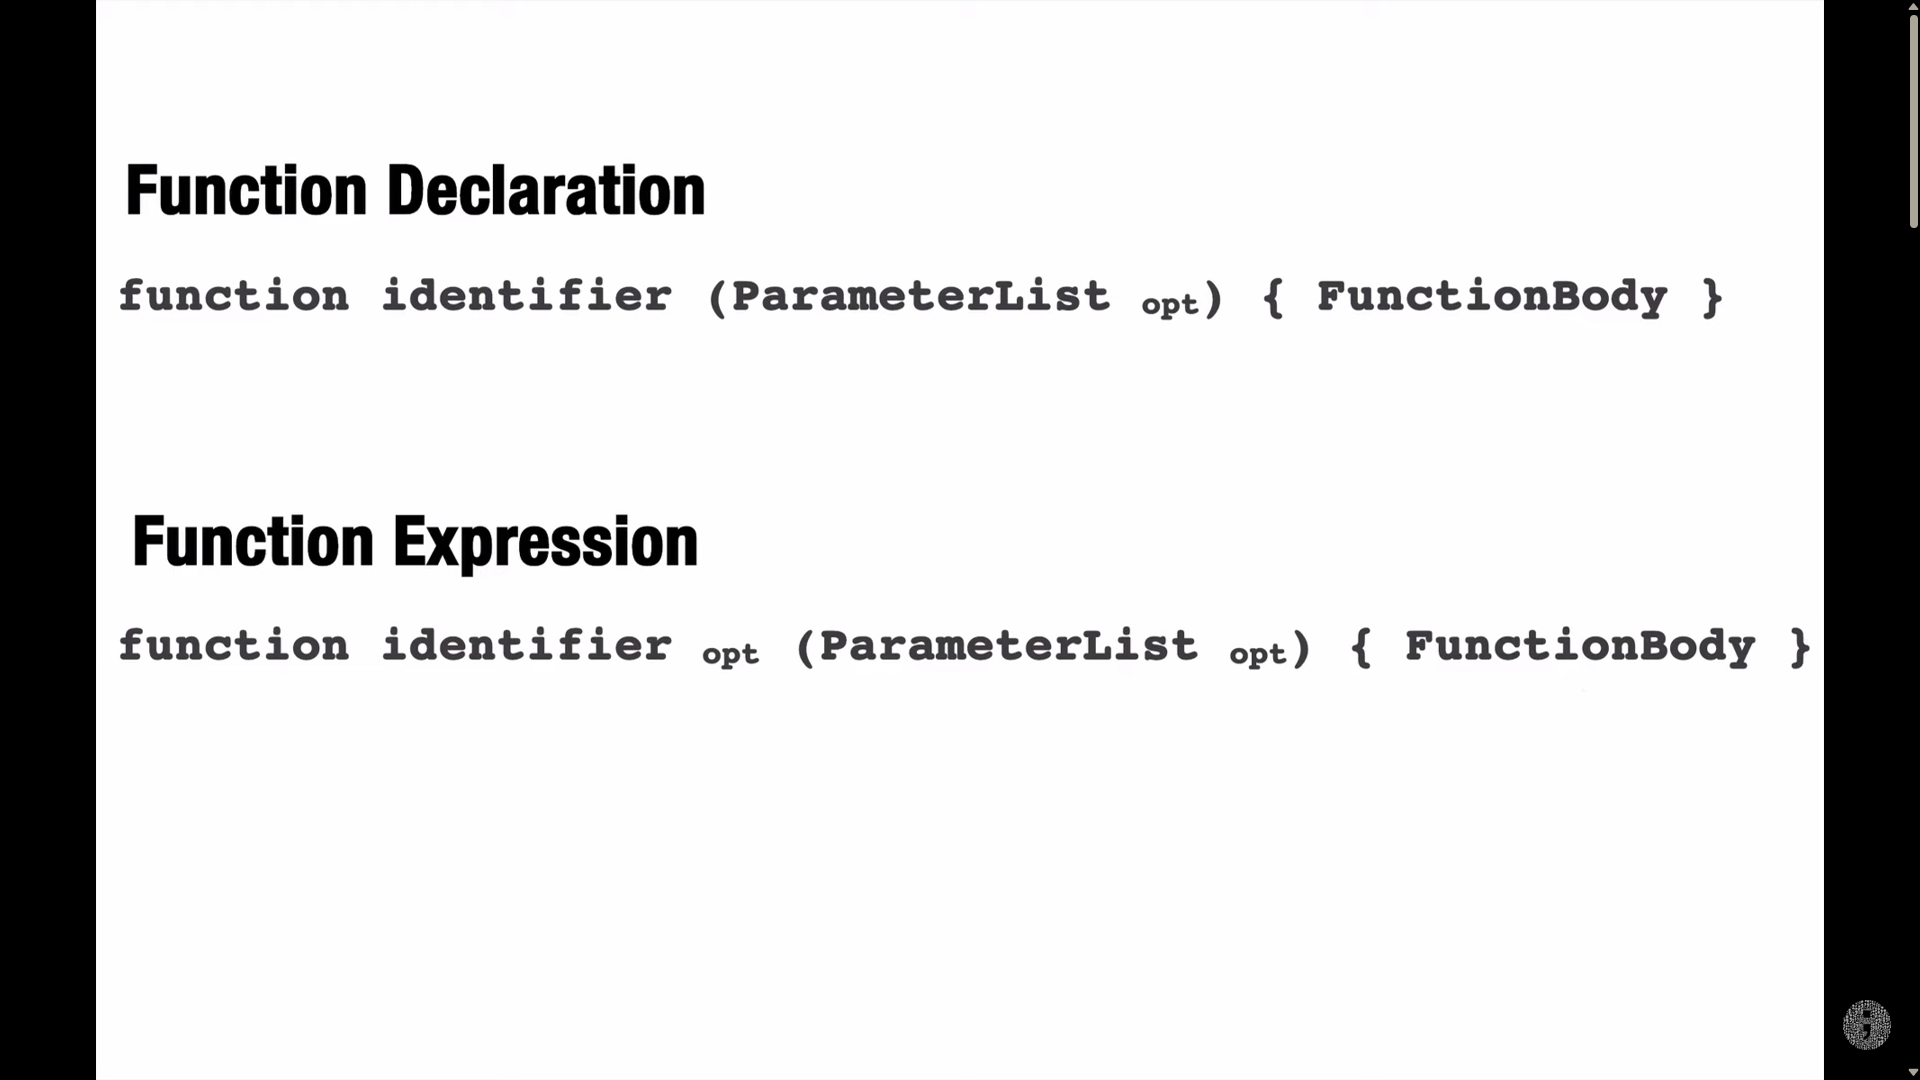 Function Declaration
function identifier (ParameterList opt) { FunctionBody }
Function Expression
function identifier opt (ParameterList opt) { FunctionBody }